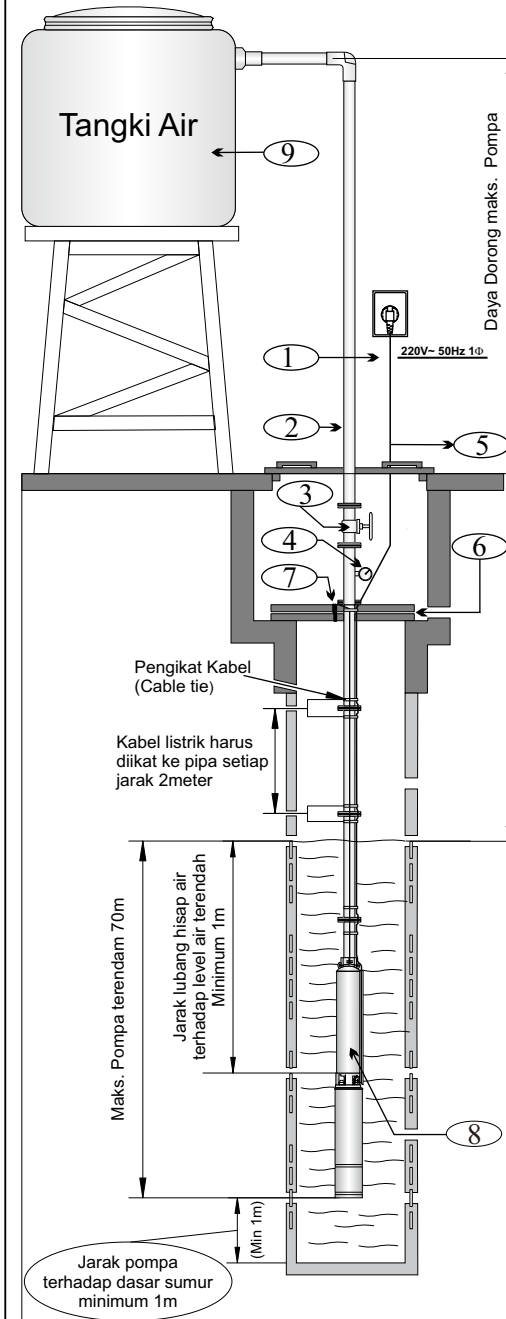 Tangki Air
9
Daya Dorong maks. Pompa
1
220V~ 50Hz 1Φ
2
5
3
4
6
7
Pengikat Kabel
(Cable tie)
Kabel listrik harus
diikat ke pipa setiap
jarak 2meter
Maks. Pompa terendam 70m
Jarak lubang hisap air
terhadap level air terendah
Minimum 1m
8
(Min 1m)
Jarak pompa
terhadap dasar sumur
minimum 1m